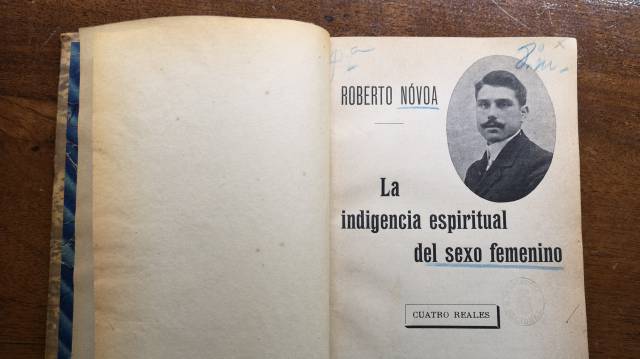 ROBERTO NÓVOA
La
indigencia espiritual
del sexo femenino
CUATRO REALES